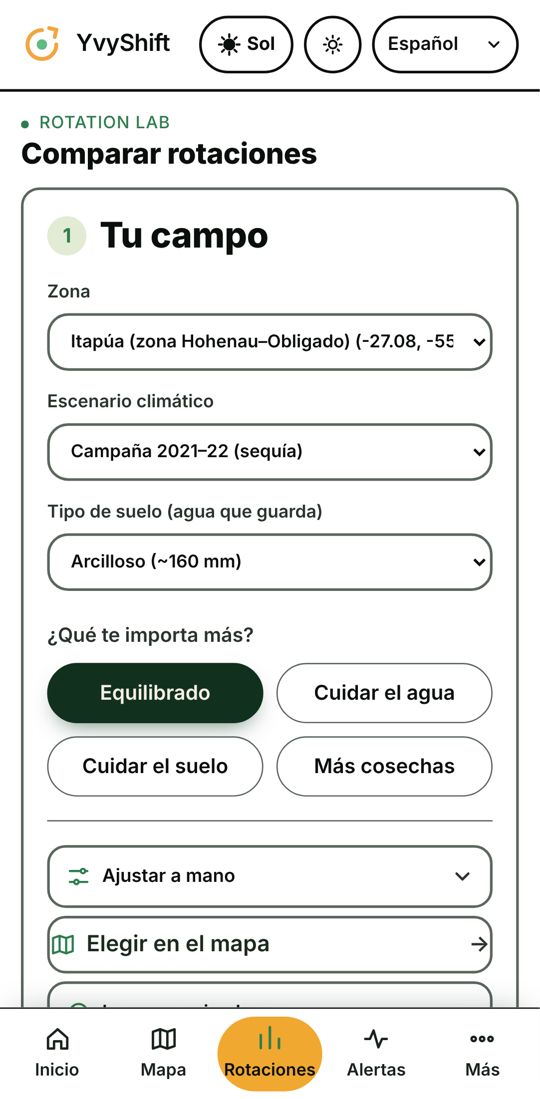 YvyShift
Sol
Español
ROTATION LAB
Comparar rotaciones
1
Tu campo
Zona
Itapúa (zona Hohenau–Obligado) (-27.08, -55
Escenario climático
Campaña 2021–22 (sequía)
Tipo de suelo (agua que guarda)
Arcilloso (~160 mm)
¿Qué te importa más?
Equilibrado
Cuidar el agua
Cuidar el suelo
Más cosechas
Ajustar a mano
Elegir en el mapa
Inicio
Mapa
Rotaciones
Alertas
Más